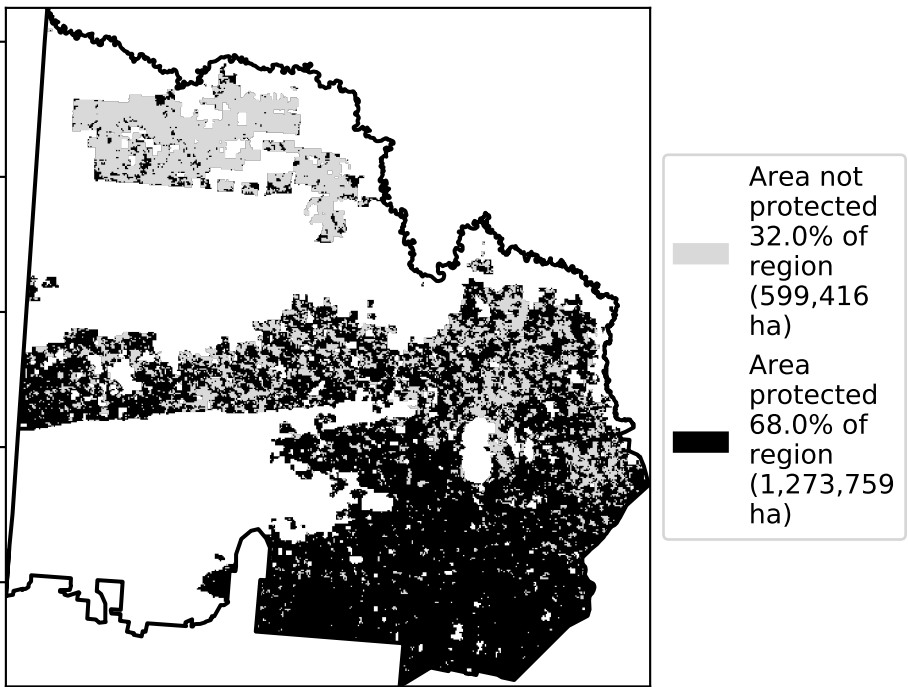 Area not
protected
32.0% of
region
(599,416
ha)
Area
protected
68.0% of
region
(1,273,759
ha)